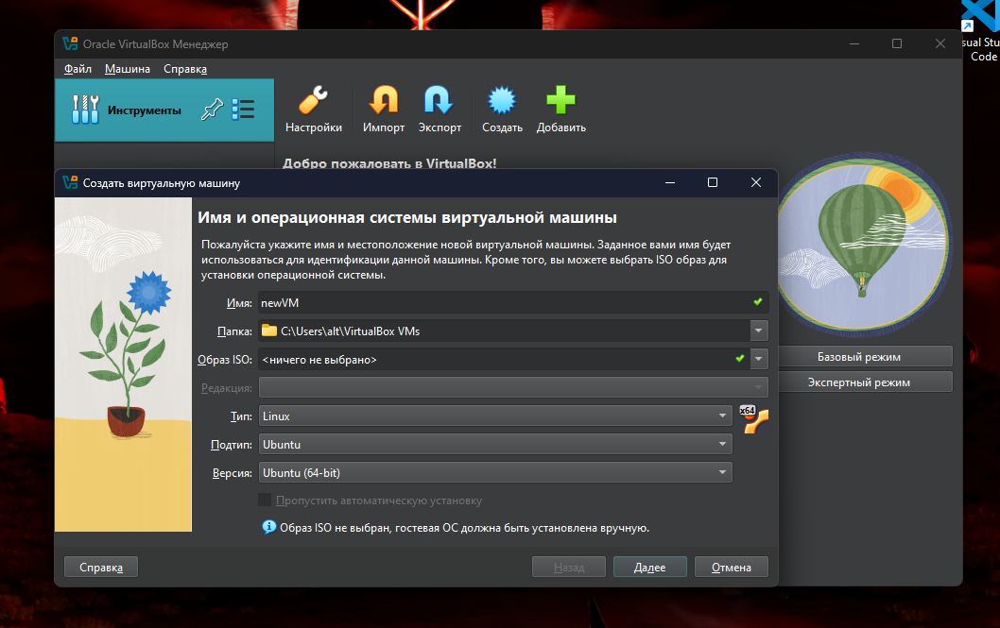 Oracle VirtualBox Менеджер
sual Stu
Code
Файл Машина Справка
Инструменты
Настройки Импорт Экспорт Создать Добавить
Добро пожаловать в VirtualBox!
Создать виртуальную машину
Имя и операционная системы виртуальной машины
Пожалуйста укажите имя и местоположение новой виртуальной машины. Заданное вами имя будет
использоваться для идентификации данной машины. Кроме того, вы можете выбрать ISO образ для
установки операционной системы.
Имя: newVM
Папка: C:\Users\alt\VirtualBox VMs
Образ ISO: <ничего не выбрано>
Редакция:
Тип: Linux
x64
Подтип: Ubuntu
Версия: Ubuntu (64-bit)
Пропустить автоматическую установку
Образ ISO не выбран, гостевая ОС должна быть установлена вручную.
Базовый режим
Экспертный режим
Справка Назад Далее Отмена